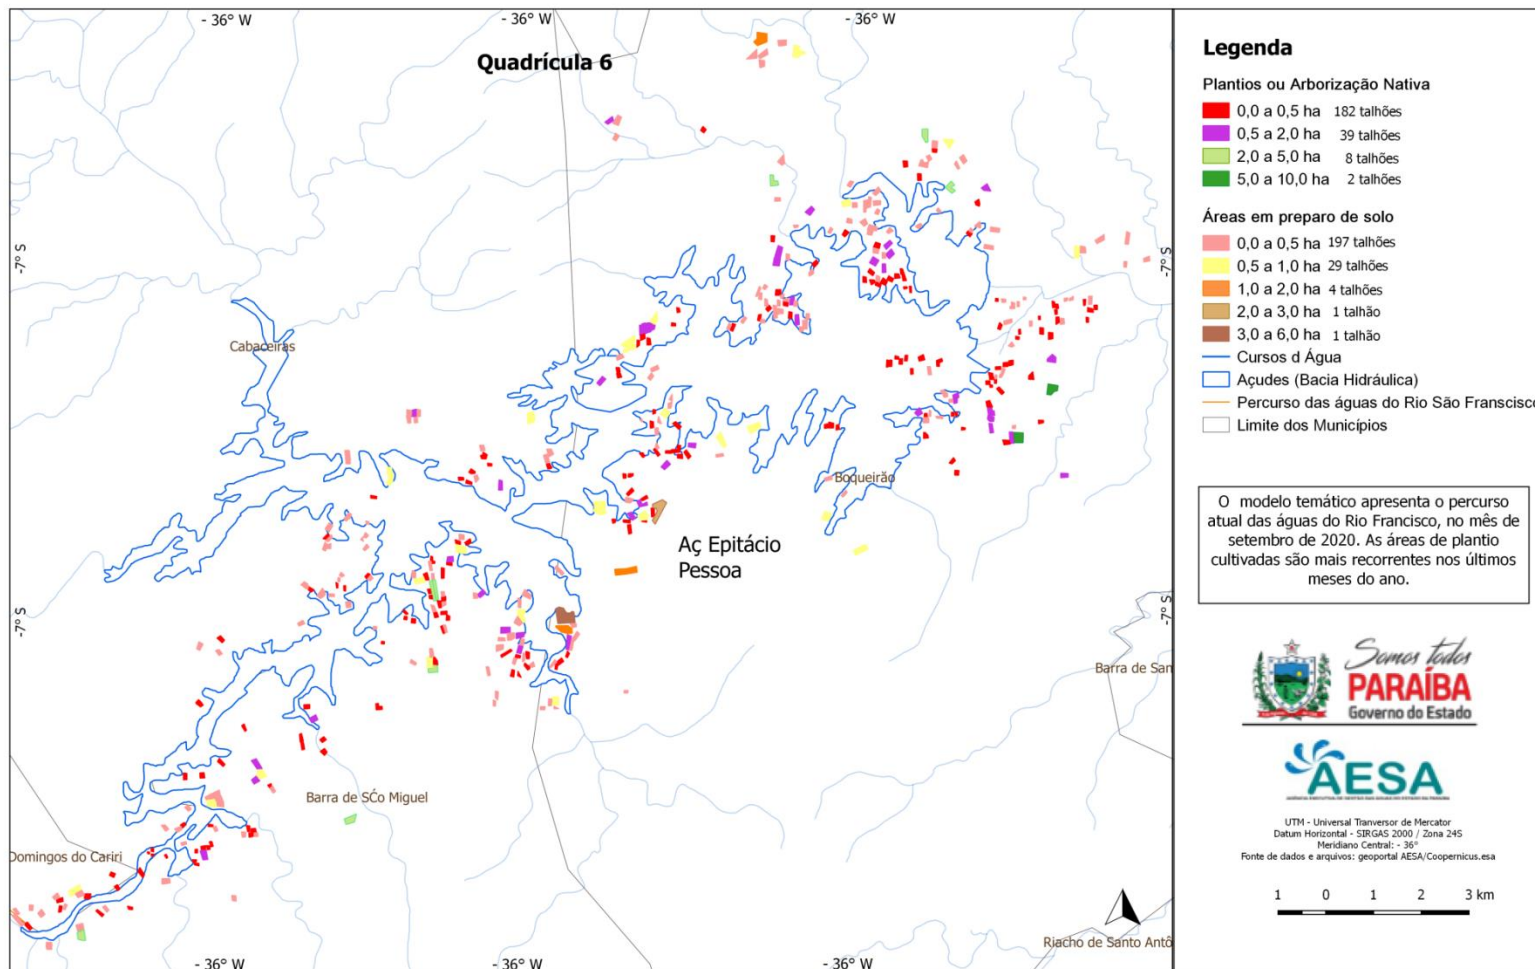 - 36° W
- 36° W
- 36° W
Quadrícula 6
-7° S
-7° S
-7° S
-7° S
Cabaceiras
Boqueirão
Aç Epitácio
Pessoa
Barra de San
Barra de SĆo Miguel
Domingos do Cariri
Riacho de Santo Antô
- 36° W
- 36° W
- 36° W
Legenda
Plantios ou Arborização Nativa
0,0 a 0,5 ha 182 talhões
0,5 a 2,0 ha 39 talhões
2,0 a 5,0 ha 8 talhões
5,0 a 10,0 ha 2 talhões
Áreas em preparo de solo
0,0 a 0,5 ha 197 talhões
0,5 a 1,0 ha 29 talhões
1,0 a 2,0 ha 4 talhões
2,0 a 3,0 ha 1 talhão
3,0 a 6,0 ha 1 talhão
Cursos d Água
Açudes (Bacia Hidráulica)
Percurso das águas do Rio São Franscisco
Limite dos Municípios
O modelo temático apresenta o percurso
atual das águas do Rio Francisco, no mês de
setembro de 2020. As áreas de plantio
cultivadas são mais recorrentes nos últimos
meses do ano.
Somos todos
PARAÍBA
Governo do Estado
AESA
UTM - Universal Tranversor de Mercator
Datum Horizontal - SIRGAS 2000 / Zona 24S
Meridiano Central: - 36°
Fonte de dados e arquivos: geoportal AESA/Coopernicus.esa
1 0 1 2 3 km